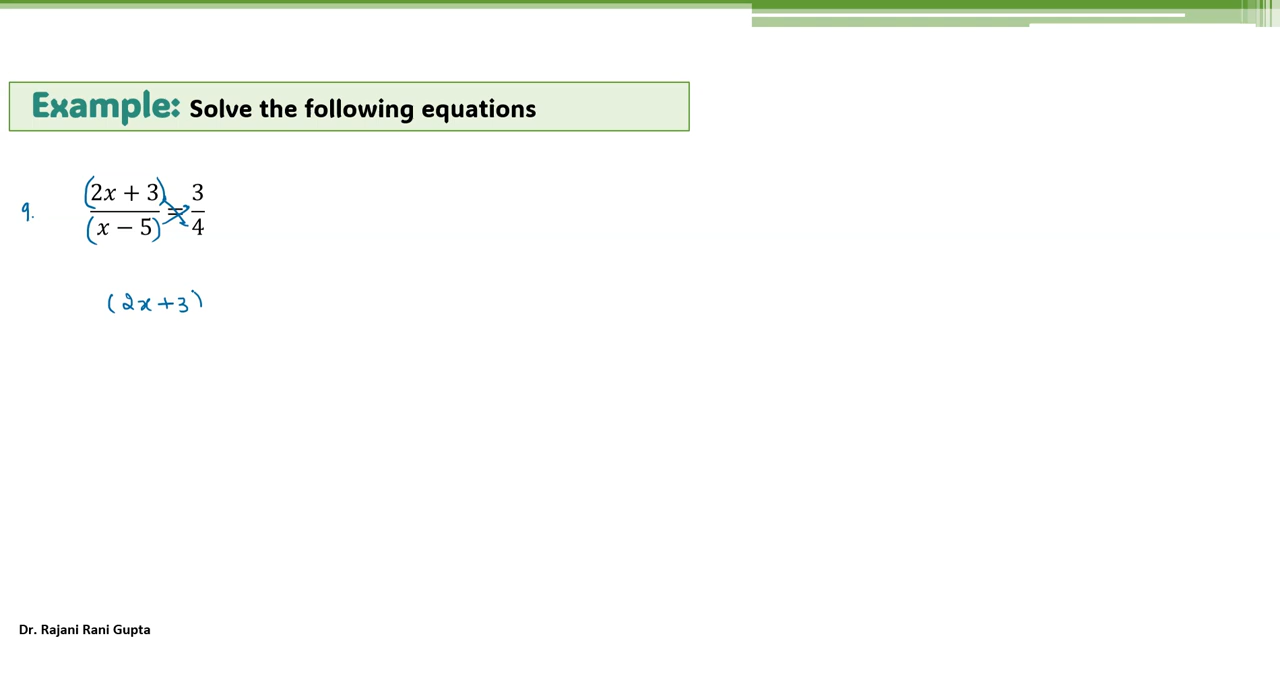 Example: Solve the following equations
9. (2x + 3)/(x − 5) = 3/4
(2x+3)
Dr. Rajani Rani Gupta